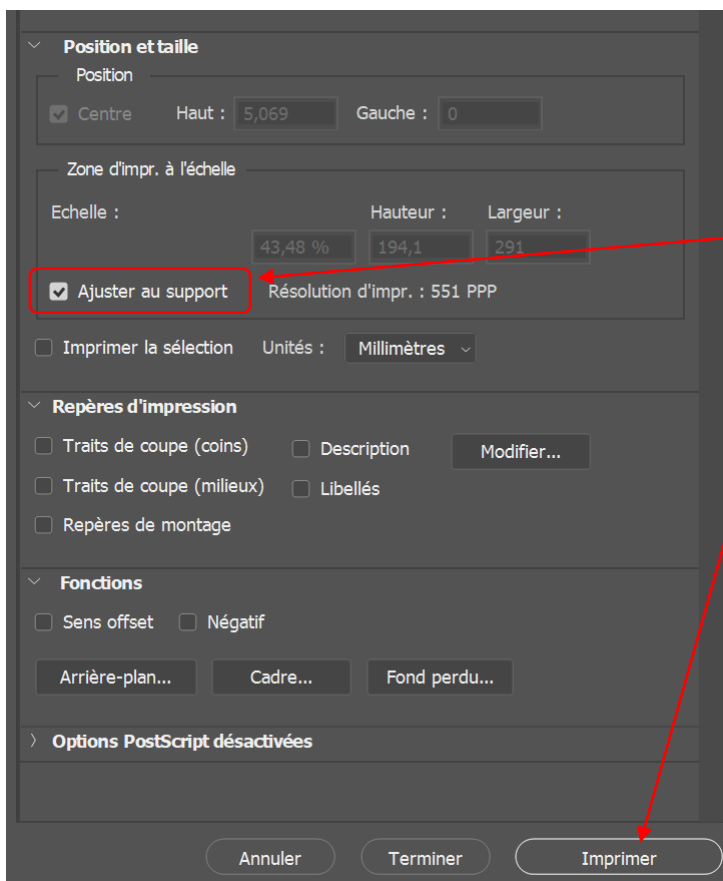 Position et taille
Position
Centre Haut : 5,069 Gauche : 0
Zone d'impr. à l'échelle
Echelle : Hauteur : Largeur :
43,48 % 194,1 291
Ajuster au support Résolution d'impr. : 551 PPP
Imprimer la sélection Unités : Millimètres
Repères d'impression
Traits de coupe (coins) Description Modifier...
Traits de coupe (milieux) Libellés
Repères de montage
Fonctions
Sens offset Négatif
Arrière-plan... Cadre... Fond perdu...
Options PostScript désactivées
Annuler Terminer Imprimer